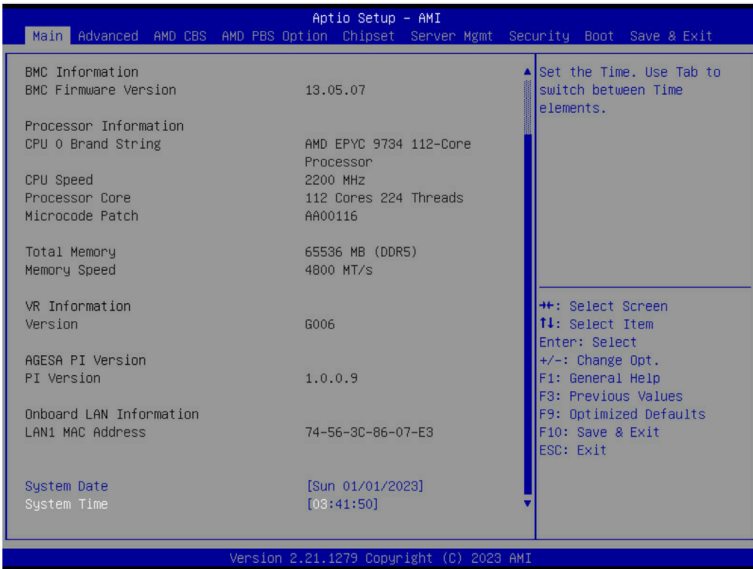 Aptio Setup - AMI
Main Advanced AMD CBS AMD PBS Option Chipset Server Mgmt Security Boot Save & Exit
BMC Information
BMC Firmware Version 13.05.07
Processor Information
CPU 0 Brand String AMD EPYC 9734 112-Core
Processor
CPU Speed 2200 MHz
Processor Core 112 Cores 224 Threads
Microcode Patch AA00116
Total Memory 65536 MB (DDR5)
Memory Speed 4800 MT/s
VR Information
Version G006
AGESA PI Version
PI Version 1.0.0.9
Onboard LAN Information
LAN1 MAC Address 74-56-3C-86-07-E3
System Date [Sun 01/01/2023]
System Time [03:41:50]
Set the Time. Use Tab to
switch between Time
elements.
→←: Select Screen
↑↓: Select Item
Enter: Select
+/-: Change Opt.
F1: General Help
F3: Previous Values
F9: Optimized Defaults
F10: Save & Exit
ESC: Exit
Version 2.21.1279 Copyright (C) 2023 AMI